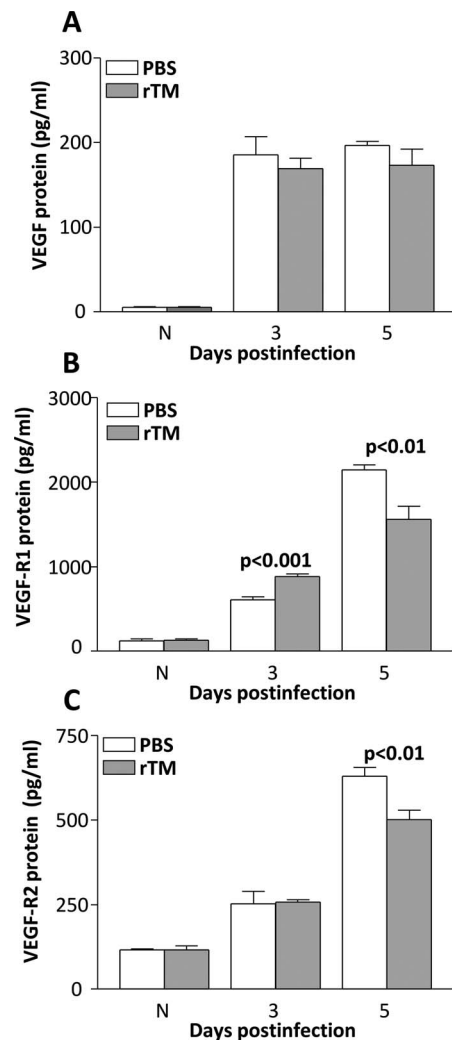 A
300
PBS
rTM
200
100
0
VEGF protein (pg/ml)
N 3 5
Days postinfection
B
3000
PBS
rTM
p<0.01
2000
p<0.001
1000
0
VEGF-R1 protein (pg/ml)
N 3 5
Days postinfection
C
750
PBS
rTM
p<0.01
500
250
0
VEGF-R2 protein (pg/ml)
N 3 5
Days postinfection